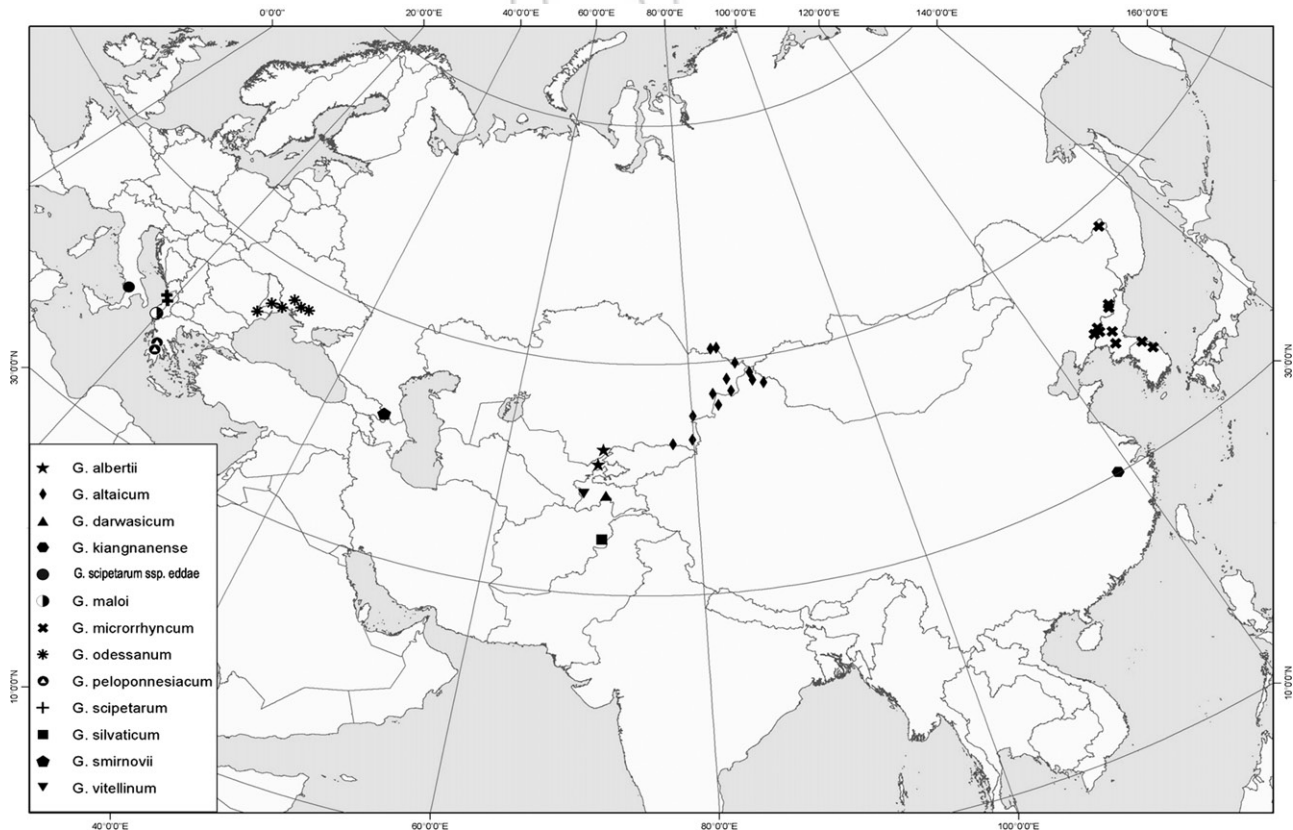 0°0'0"E
20°0'0"E
40°0'0"E
60°0'0"E
80°0'0"E
100°0'0"E
120°0'0"E
140°0'0"E
160°0'0"E
30°0'0"N
30°0'0"N
G. albertii
G. altaicum
G. darwasicum
G. kiangnanense
G. scipetarum ssp. eddae
G. maloi
G. microrrhyncum
G. odessanum
G. peloponnesiacum
G. scipetarum
G. silvaticum
G. smirnovii
G. vitellinum
10°0'0"N
10°0'0"N
40°0'0"E
60°0'0"E
80°0'0"E
100°0'0"E